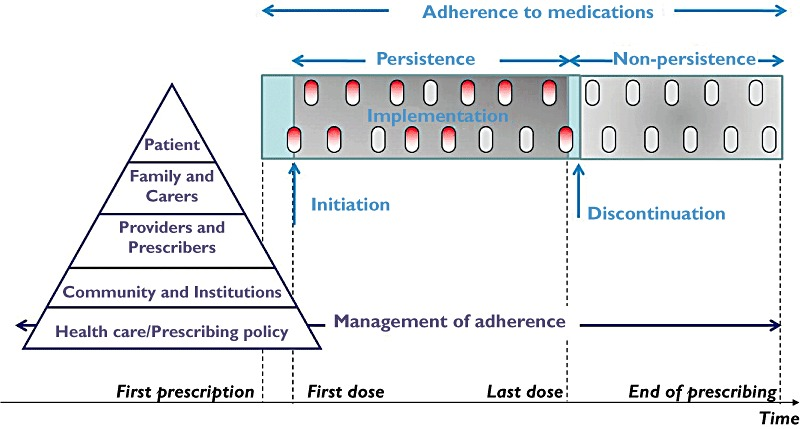 Adherence to medications
Persistence
Non-persistence
Implementation
Patient
Family and
Carers
Initiation
Discontinuation
Providers and
Prescribers
Community and Institutions
Health care/Prescribing policy
Management of adherence
First prescription
First dose
Last dose
End of prescribing
Time